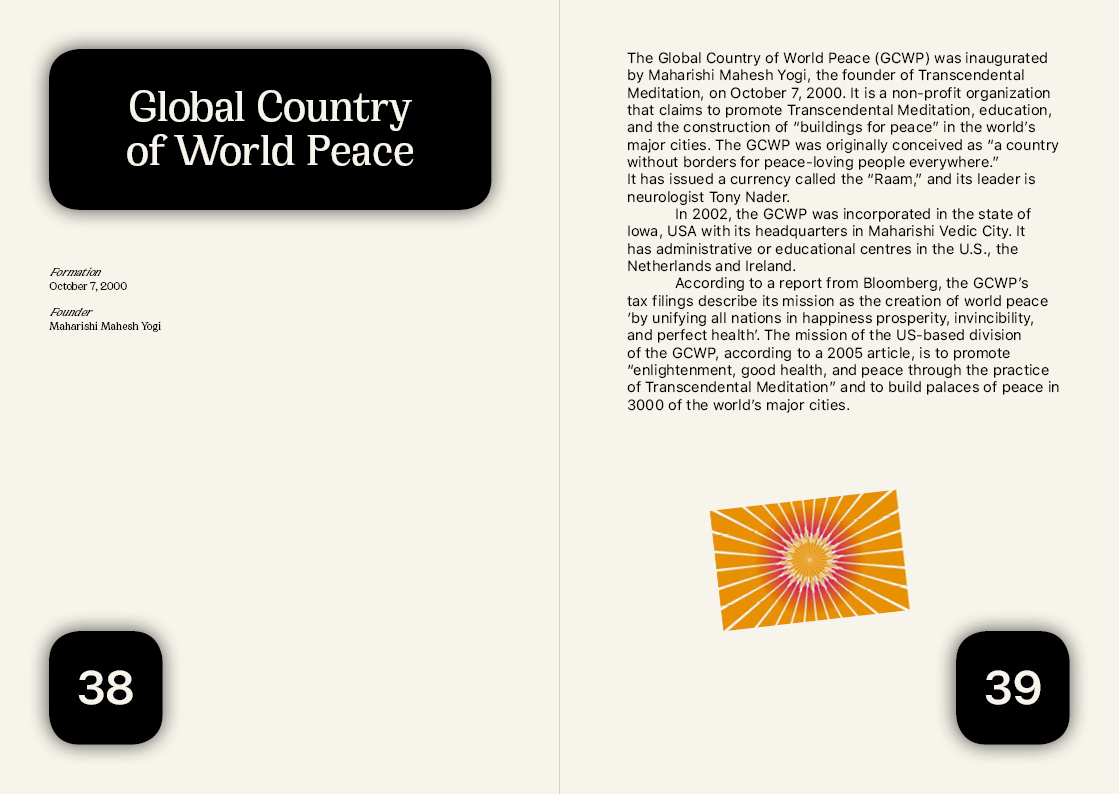 Global Country
of World Peace
Formation
October 7, 2000
Founder
Maharishi Mahesh Yogi
38
The Global Country of World Peace (GCWP) was inaugurated
by Maharishi Mahesh Yogi, the founder of Transcendental
Meditation, on October 7, 2000. It is a non-profit organization
that claims to promote Transcendental Meditation, education,
and the construction of “buildings for peace” in the world’s
major cities. The GCWP was originally conceived as “a country
without borders for peace-loving people everywhere.”
It has issued a currency called the “Raam,” and its leader is
neurologist Tony Nader.
In 2002, the GCWP was incorporated in the state of
Iowa, USA with its headquarters in Maharishi Vedic City. It
has administrative or educational centres in the U.S., the
Netherlands and Ireland.
According to a report from Bloomberg, the GCWP’s
tax filings describe its mission as the creation of world peace
‘by unifying all nations in happiness prosperity, invincibility,
and perfect health’. The mission of the US-based division
of the GCWP, according to a 2005 article, is to promote
“enlightenment, good health, and peace through the practice
of Transcendental Meditation” and to build palaces of peace in
3000 of the world’s major cities.
39